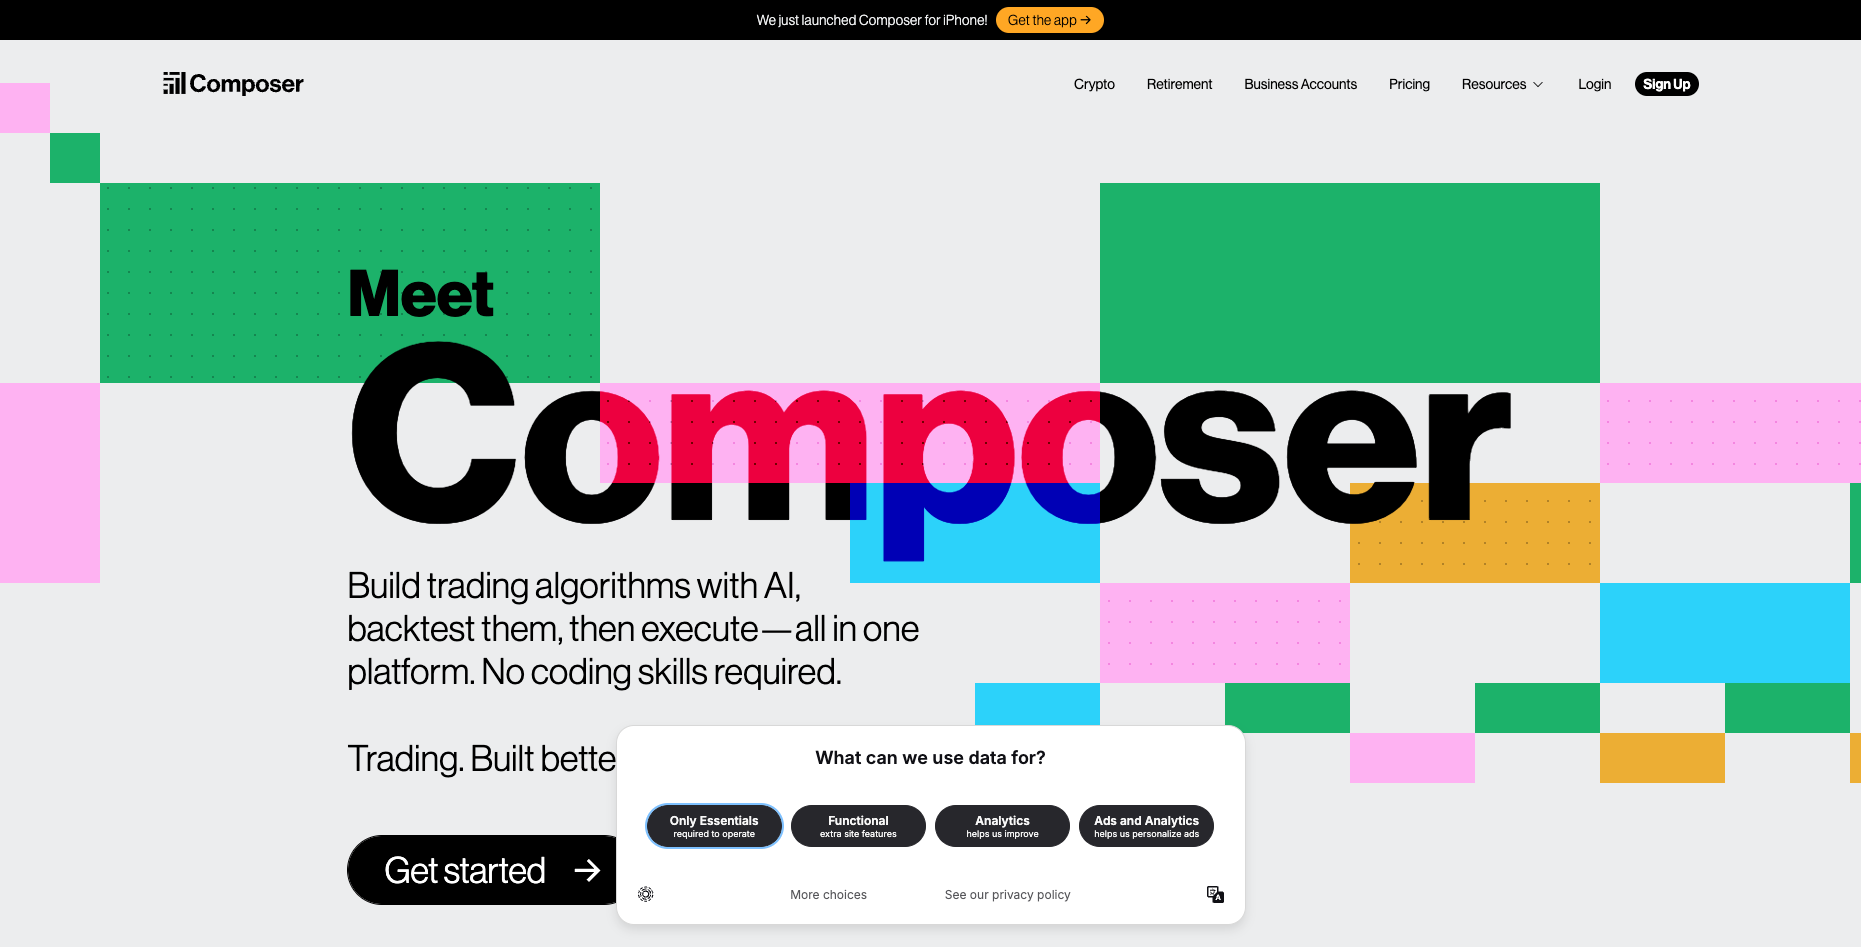 We just launched Composer for iPhone! Get the app →
Composer
Crypto Retirement Business Accounts Pricing Resources Login Sign Up
Meet
Composer
Build trading algorithms with AI,
backtest them, then execute—all in one
platform. No coding skills required.
Trading. Built bette
Get started →
What can we use data for?
Only Essentials
required to operate
Functional
extra site features
Analytics
helps us improve
Ads and Analytics
helps us personalize ads
More choices
See our privacy policy